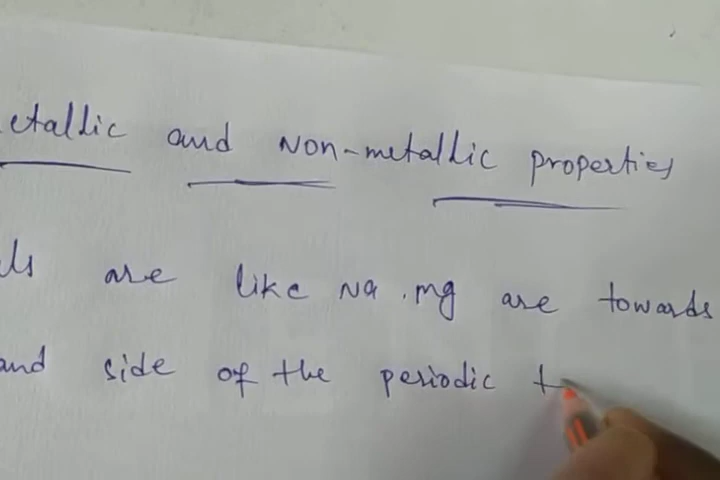 etallic and Non-metallic properties
ls are like Na .Mg are towards
and side of the periodic t